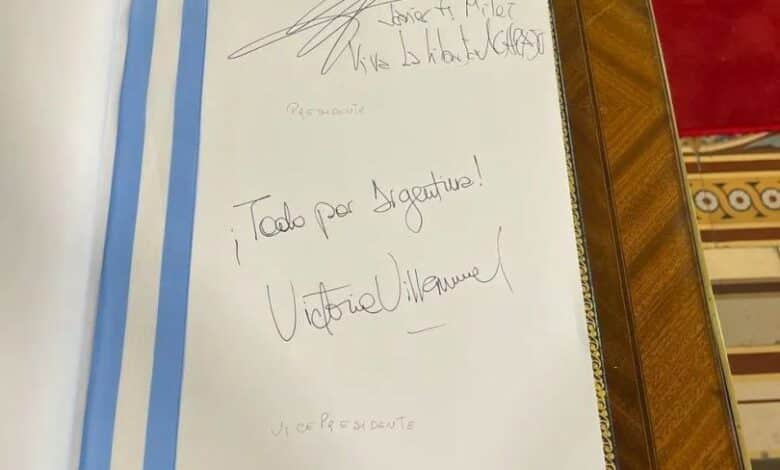 Javier G. Milei
Viva La Libertad CARAJO
PRESIDENTE
¡Todo por Argentina!
Victoria Villarruel
VICEPRESIDENTE